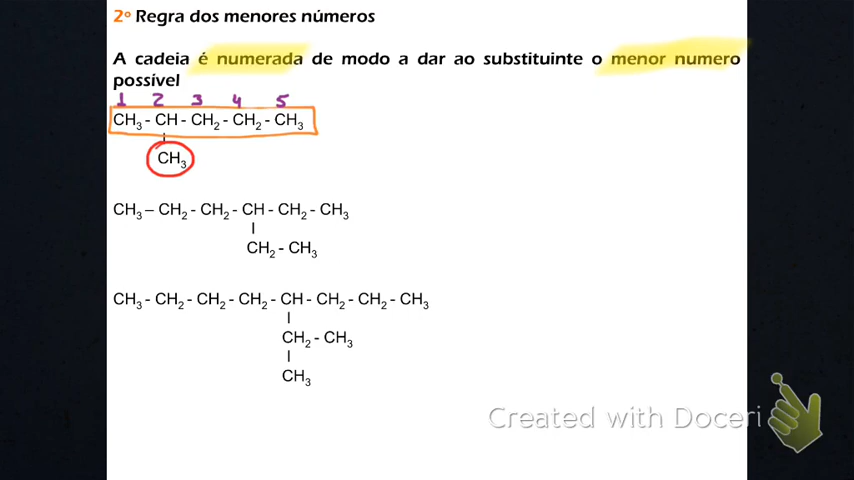 2º Regra dos menores números
A cadeia é numerada de modo a dar ao substituinte o menor numero
possível
1 2 3 4 5
CH₃ - CH - CH₂ - CH₂ - CH₃
CH₃
CH₃ – CH₂ - CH₂ - CH - CH₂ - CH₃
CH₂ - CH₃
CH₃ - CH₂ - CH₂ - CH₂ - CH - CH₂ - CH₂ - CH₃
CH₂ - CH₃
CH₃
Created with Doceri